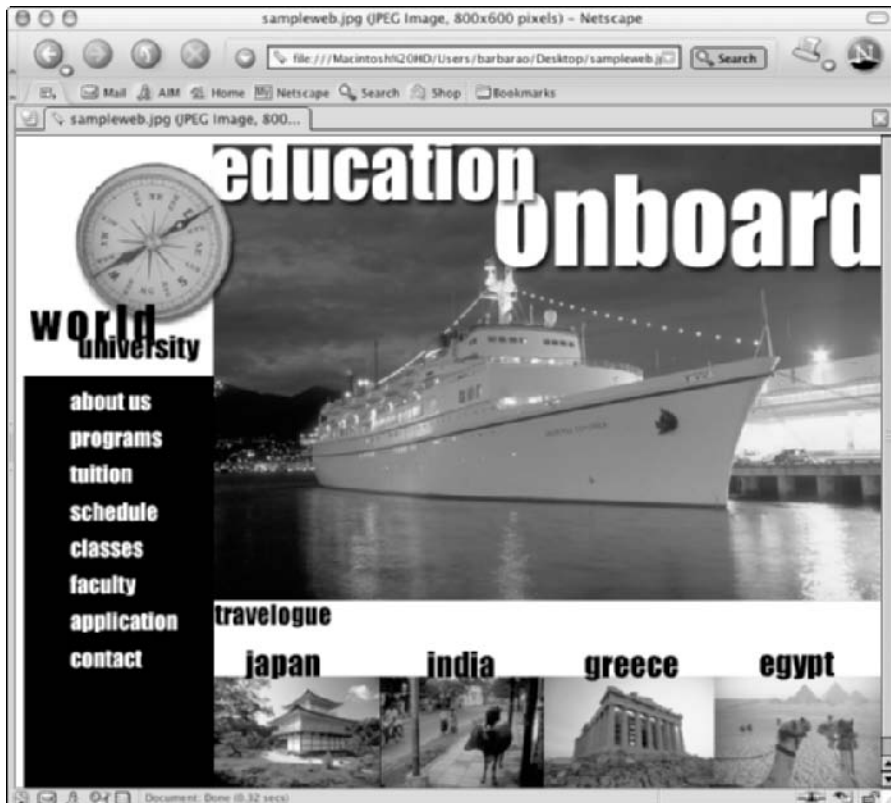 sampleweb.jpg (JPEG Image, 800x600 pixels) – Netscape
file:///Macintosh%20HD/Users/barbarao/Desktop/sampleweb.j
Search
N
Mail AIM Home Netscape Search Shop Bookmarks
sampleweb.jpg (JPEG Image, 800...
education
onboard
world
university
about us
programs
tuition
schedule
classes
faculty
application
contact
travelogue
japan india greece egypt
Document: Done (0.32 secs)